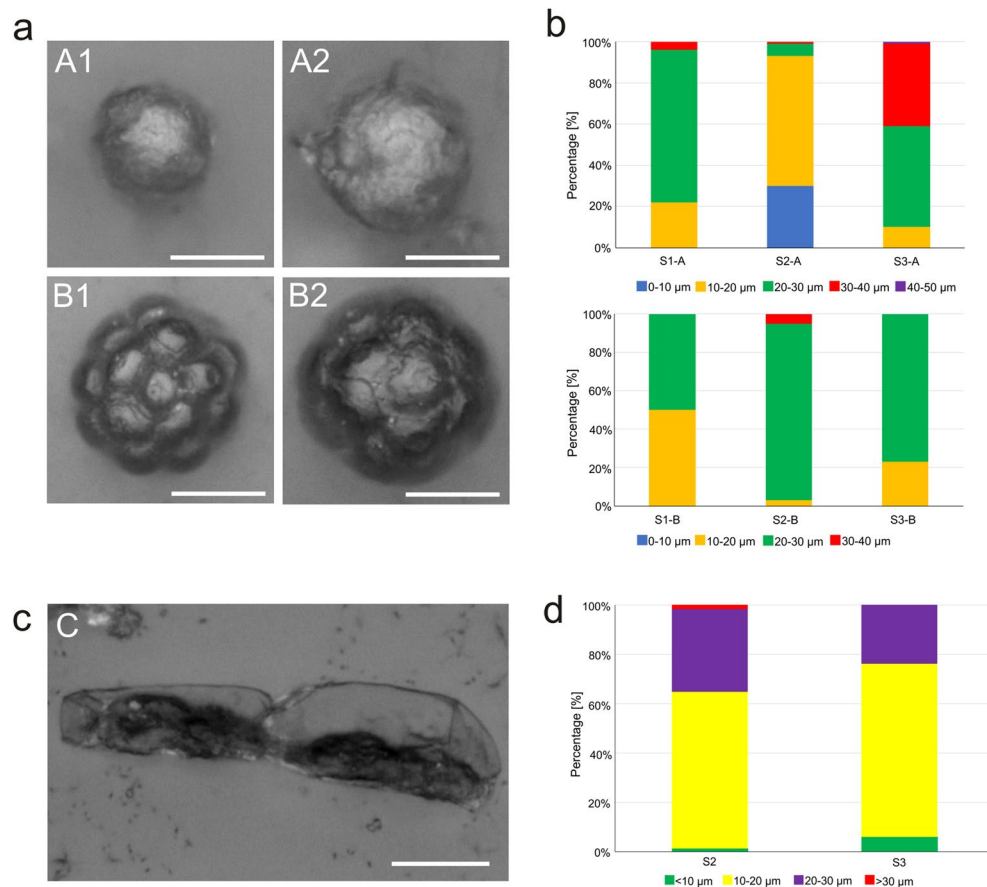 a
A1
A2
B1
B2
b
100%
80%
60%
40%
20%
0%
Percentage [%]
S1-A
S2-A
S3-A
0-10 µm
10-20 µm
20-30 µm
30-40 µm
40-50 µm
100%
80%
60%
40%
20%
0%
Percentage [%]
S1-B
S2-B
S3-B
0-10 µm
10-20 µm
20-30 µm
30-40 µm
c
C
d
100%
80%
60%
40%
20%
0%
Percentage [%]
S2
S3
<10 µm
10-20 µm
20-30 µm
>30 µm